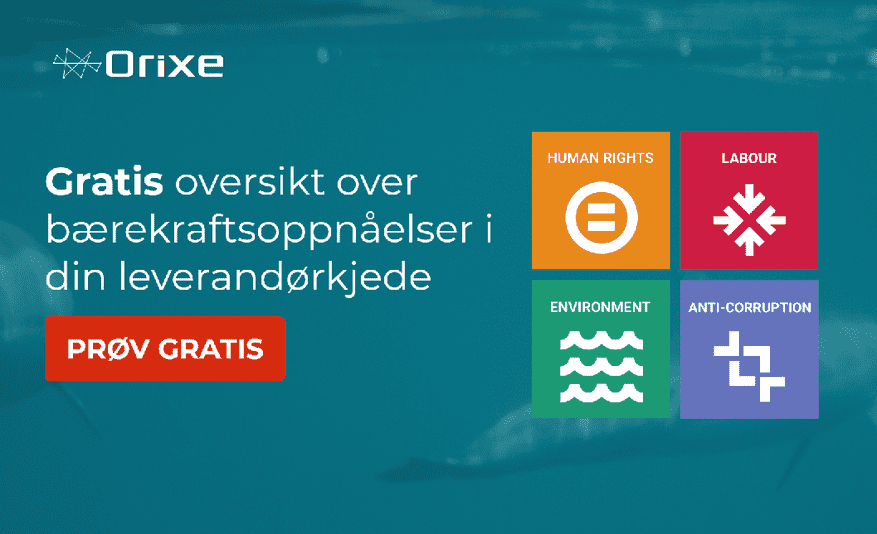 Orixe
Gratis oversikt over
bærekraftsoppnåelser i
din leverandørkjede
PRØV GRATIS
HUMAN RIGHTS
LABOUR
ENVIRONMENT
ANTI-CORRUPTION